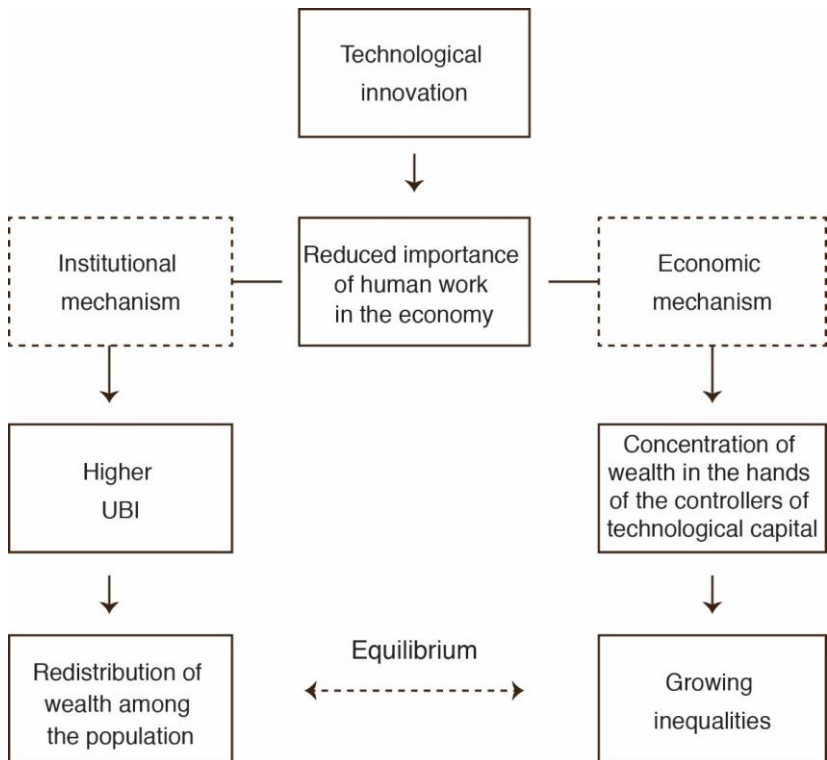 Technological
innovation
Institutional
mechanism
Reduced importance
of human work
in the economy
Economic
mechanism
Higher
UBI
Concentration of
wealth in the hands
of the controllers of
technological capital
Redistribution of
wealth among
the population
Equilibrium
Growing
inequalities